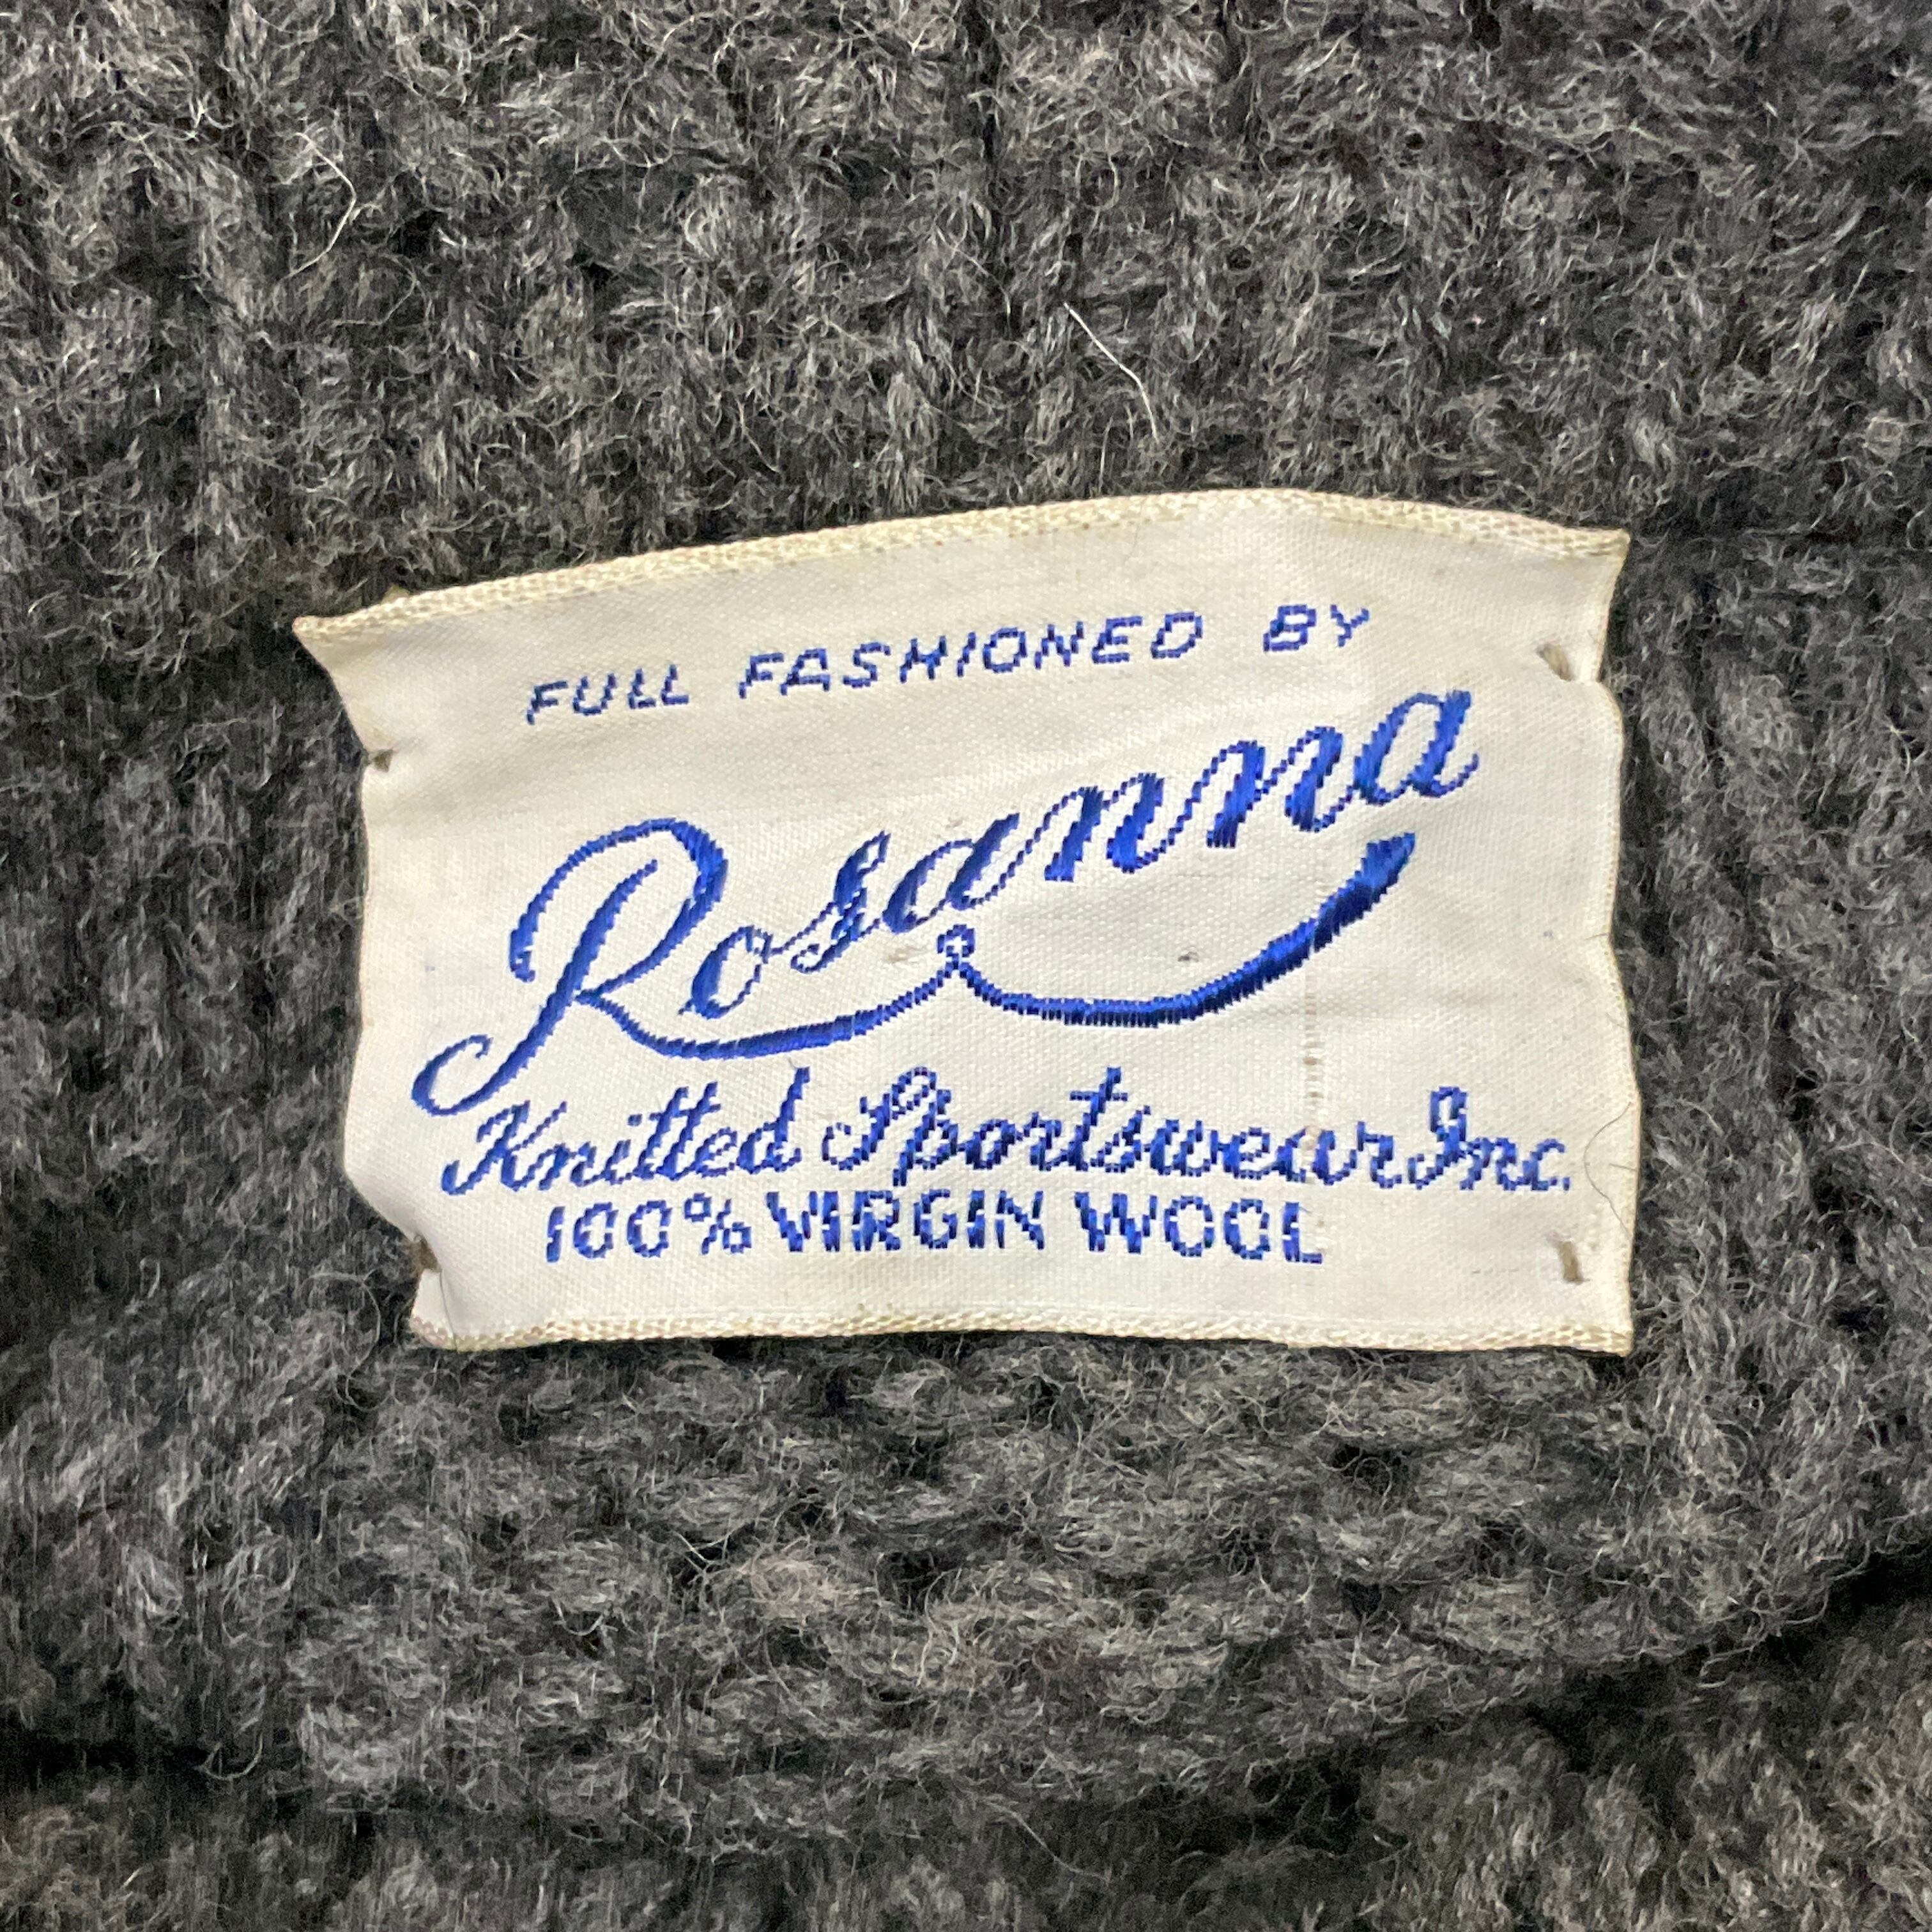 FULL FASHIONED BY
Rosanna
Knitted Sportswear Inc.
100% VIRGIN WOOL